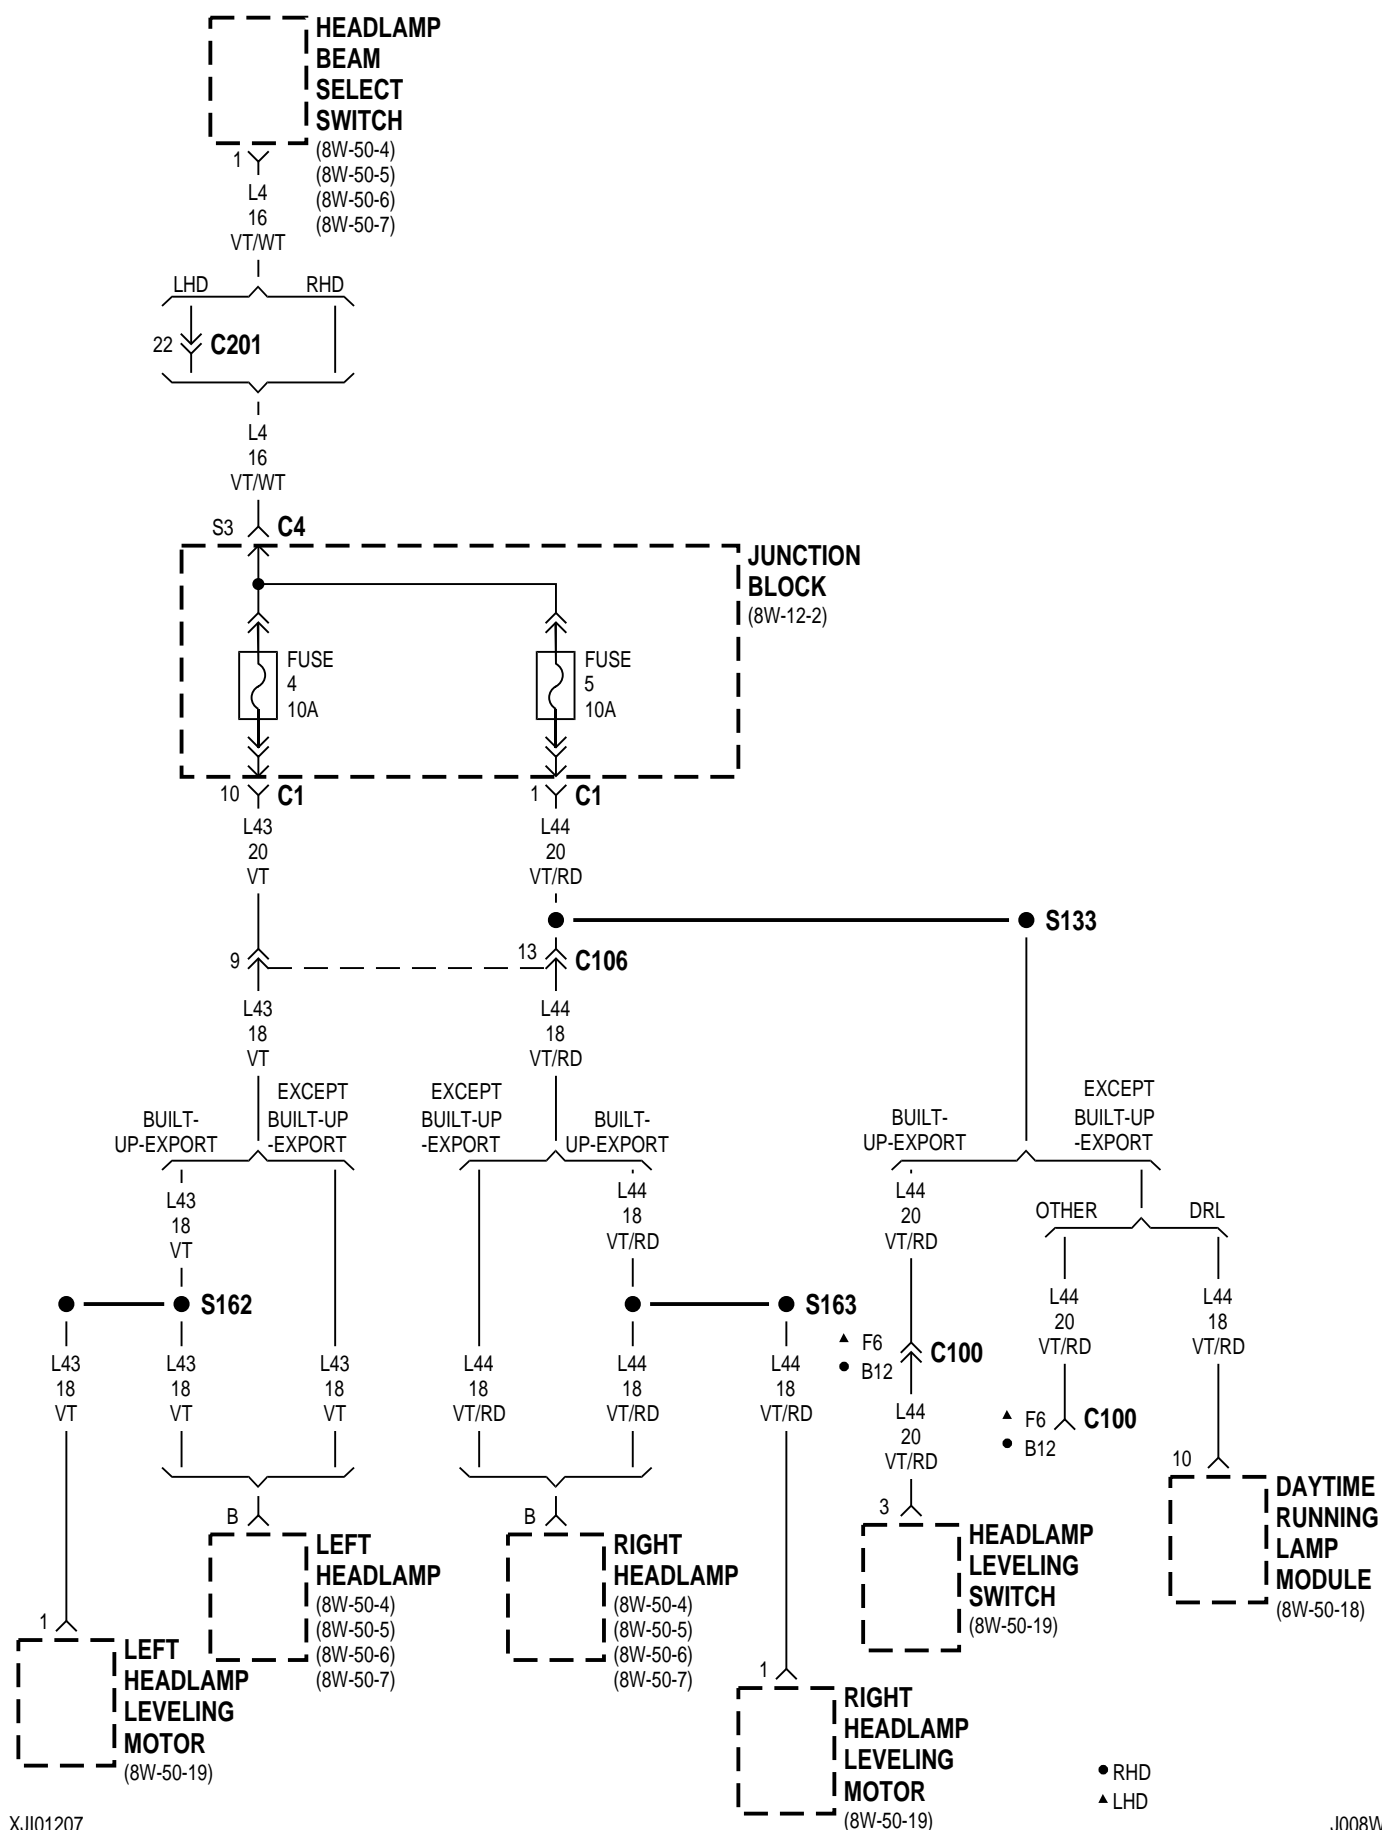 HEADLAMP
BEAM
SELECT
SWITCH
(8W-50-4)
(8W-50-5)
(8W-50-6)
(8W-50-7)
1
L4
16
VT/WT
LHD
RHD
22
C201
L4
16
VT/WT
S3
C4
JUNCTION
BLOCK
(8W-12-2)
FUSE
4
10A
FUSE
5
10A
10
C1
1
C1
L43
20
VT
L44
20
VT/RD
S133
9
13
C106
L43
18
VT
L44
18
VT/RD
BUILT-
UP-EXPORT
EXCEPT
BUILT-UP
-EXPORT
EXCEPT
BUILT-UP
-EXPORT
BUILT-
UP-EXPORT
BUILT-
UP-EXPORT
EXCEPT
BUILT-UP
-EXPORT
L43
18
VT
L44
18
VT/RD
L44
20
VT/RD
OTHER
DRL
S162
S163
L44
20
VT/RD
L44
18
VT/RD
L43
18
VT
L43
18
VT
L43
18
VT
L44
18
VT/RD
L44
18
VT/RD
L44
18
VT/RD
▲ F6
● B12
C100
L44
20
VT/RD
▲ F6
● B12
C100
3
10
B
B
LEFT
HEADLAMP
(8W-50-4)
(8W-50-5)
(8W-50-6)
(8W-50-7)
RIGHT
HEADLAMP
(8W-50-4)
(8W-50-5)
(8W-50-6)
(8W-50-7)
HEADLAMP
LEVELING
SWITCH
(8W-50-19)
DAYTIME
RUNNING
LAMP
MODULE
(8W-50-18)
1
LEFT
HEADLAMP
LEVELING
MOTOR
(8W-50-19)
1
RIGHT
HEADLAMP
LEVELING
MOTOR
(8W-50-19)
● RHD
▲ LHD
XJI01207
J008W